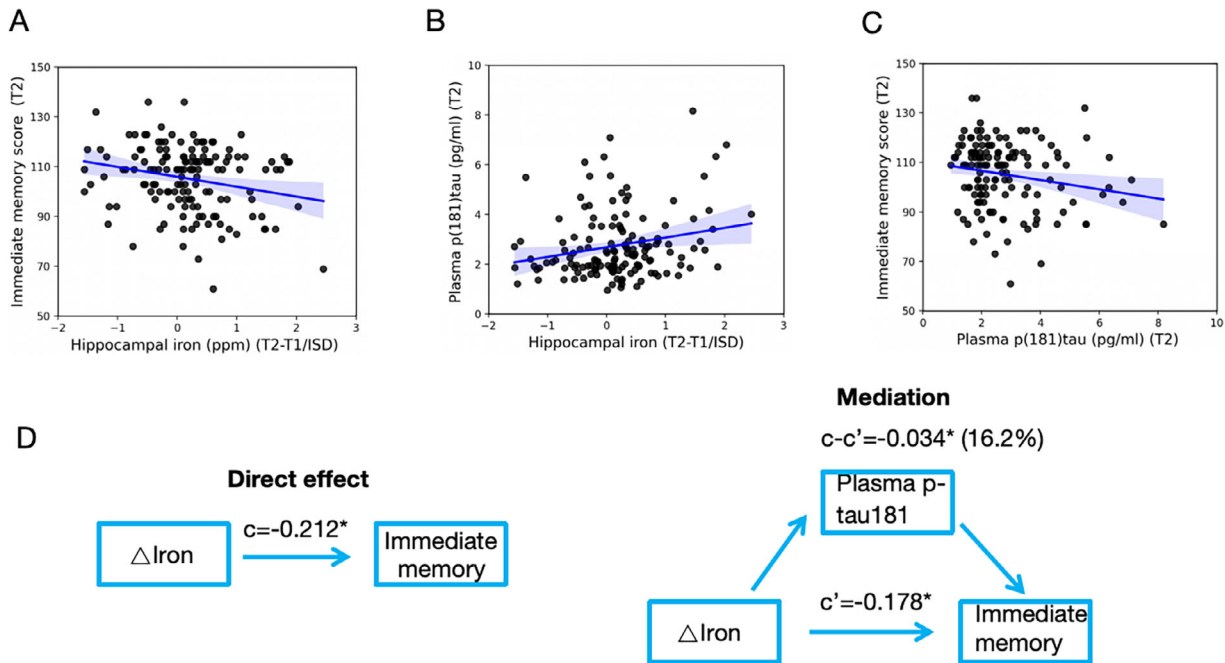 A
B
C
Immediate memory score (T2)
150
130
110
90
70
50
−2
−1
0
1
2
3
Hippocampal iron (ppm) (T2-T1/ISD)
Plasma p(181)tau (pg/ml) (T2)
10
8
6
4
2
0
−2
−1
0
1
2
3
Hippocampal iron (T2-T1/ISD)
Immediate memory score (T2)
150
130
110
90
70
50
0
2
4
6
8
10
Plasma p(181)tau (pg/ml) (T2)
D
Direct effect
c=-0.212*
△Iron
Immediate
memory
Mediation
c-c’=-0.034* (16.2%)
Plasma p-
tau181
c’=-0.178*
△Iron
Immediate
memory